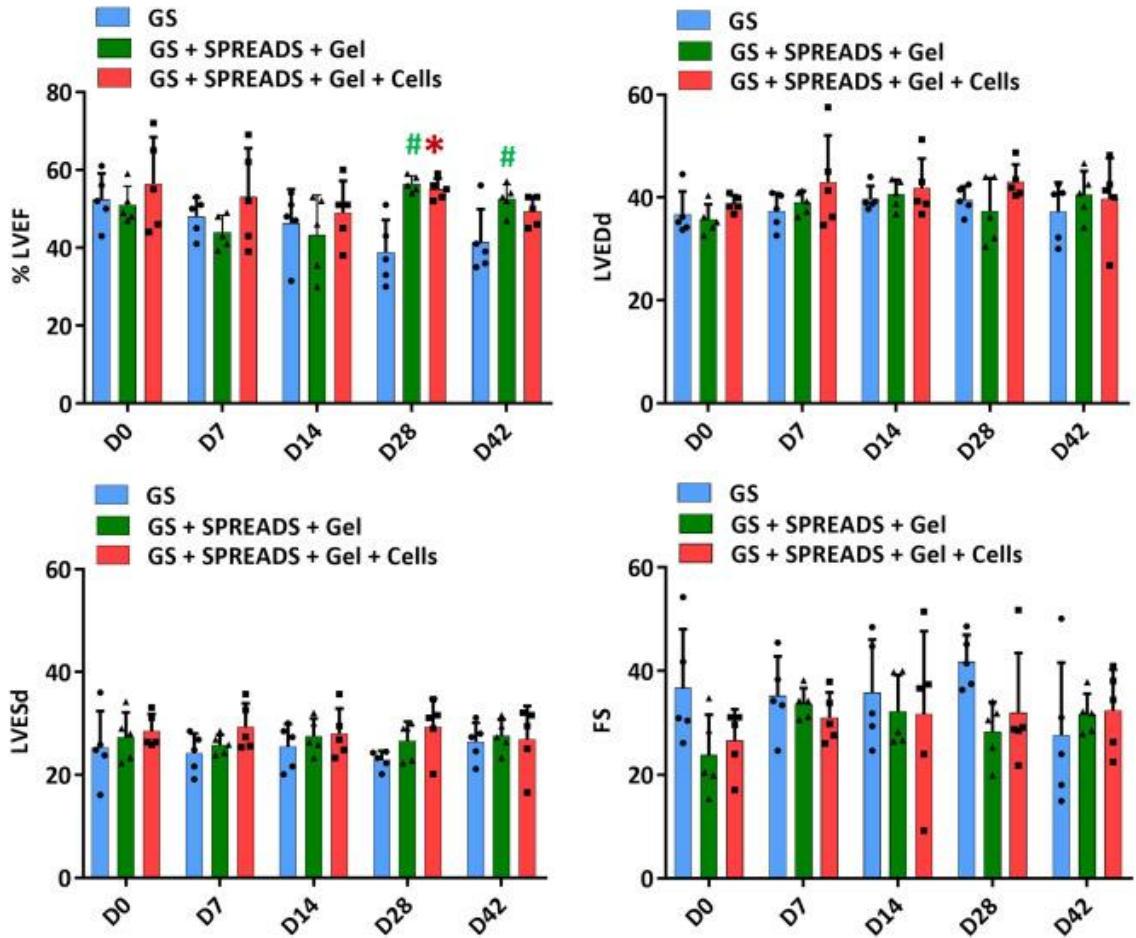 GS
GS + SPREADS + Gel
GS + SPREADS + Gel + Cells
% LVEF
80
60
40
20
0
# *
#
D0 D7 D14 D28 D42
GS
GS + SPREADS + Gel
GS + SPREADS + Gel + Cells
LVEDd
60
40
20
0
D0 D7 D14 D28 D42
GS
GS + SPREADS + Gel
GS + SPREADS + Gel + Cells
LVESd
60
40
20
0
D0 D7 D14 D28 D42
GS
GS + SPREADS + Gel
GS + SPREADS + Gel + Cells
FS
60
40
20
0
D0 D7 D14 D28 D42